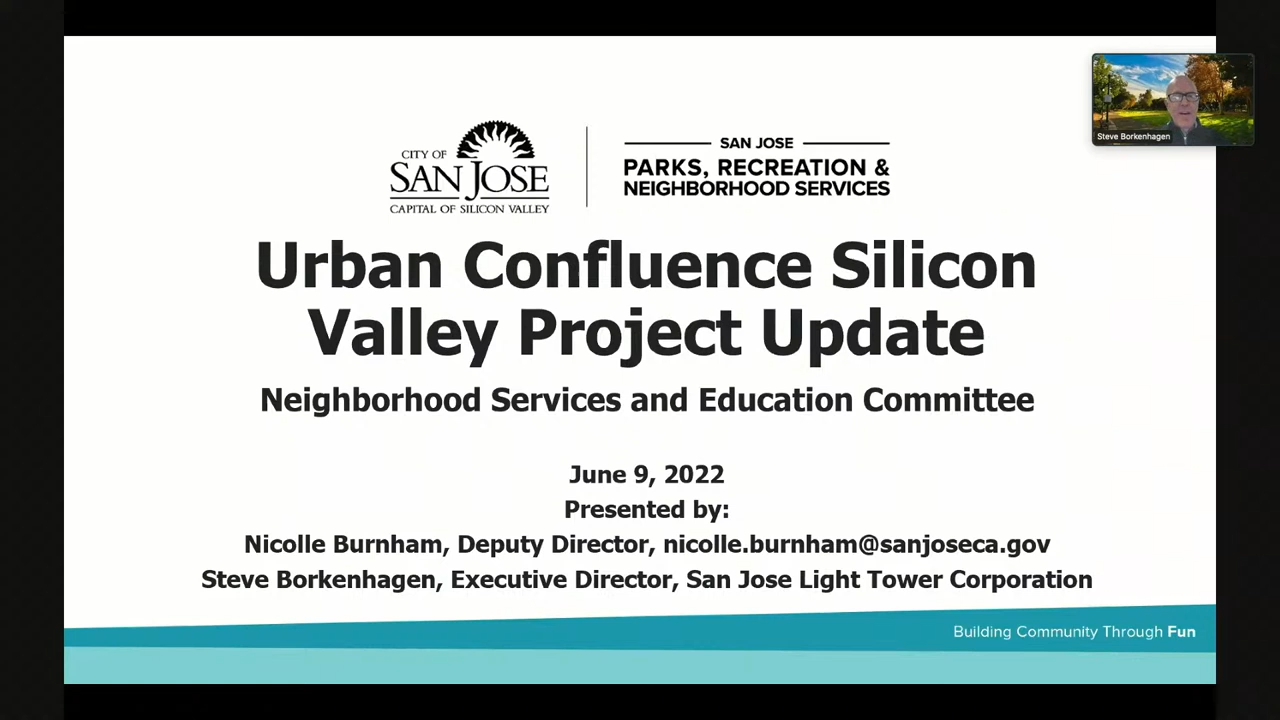 Steve Borkenhagen
CITY OF
SAN JOSE
CAPITAL OF SILICON VALLEY
SAN JOSE
PARKS, RECREATION &
NEIGHBORHOOD SERVICES
Urban Confluence Silicon
Valley Project Update
Neighborhood Services and Education Committee
June 9, 2022
Presented by:
Nicolle Burnham, Deputy Director, nicolle.burnham@sanjoseca.gov
Steve Borkenhagen, Executive Director, San Jose Light Tower Corporation
Building Community Through Fun